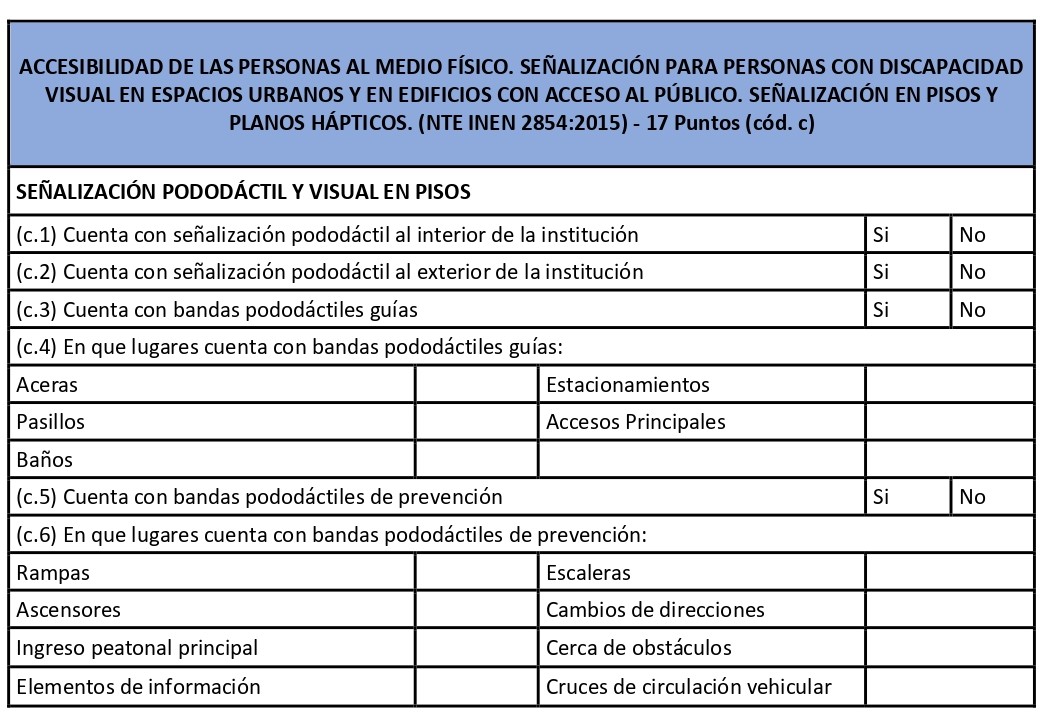 ACCESIBILIDAD DE LAS PERSONAS AL MEDIO FÍSICO. SEÑALIZACIÓN PARA PERSONAS CON DISCAPACIDAD
VISUAL EN ESPACIOS URBANOS Y EN EDIFICIOS CON ACCESO AL PÚBLICO. SEÑALIZACIÓN EN PISOS Y
PLANOS HÁPTICOS. (NTE INEN 2854:2015) - 17 Puntos (cód. c)
SEÑALIZACIÓN PODODÁCTIL Y VISUAL EN PISOS
(c.1) Cuenta con señalización pododáctil al interior de la institución Si No
(c.2) Cuenta con señalización pododáctil al exterior de la institución Si No
(c.3) Cuenta con bandas pododáctiles guías Si No
(c.4) En que lugares cuenta con bandas pododáctiles guías:
Aceras Estacionamientos
Pasillos Accesos Principales
Baños
(c.5) Cuenta con bandas pododáctiles de prevención Si No
(c.6) En que lugares cuenta con bandas pododáctiles de prevención:
Rampas Escaleras
Ascensores Cambios de direcciones
Ingreso peatonal principal Cerca de obstáculos
Elementos de información Cruces de circulación vehicular